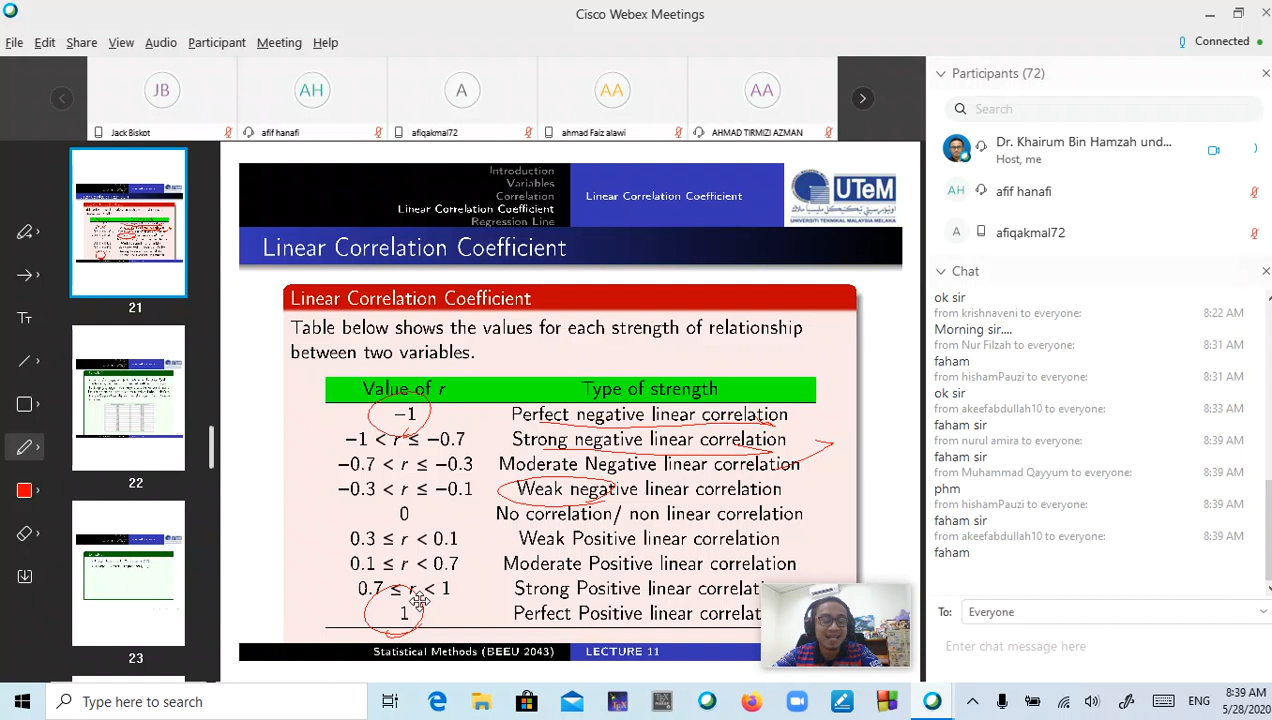 Cisco Webex Meetings
File Edit Share View Audio Participant Meeting Help
Connected
JB
AH
A
AA
AA
Jack Biskot
afif hanafi
afiqakmal72
ahmad Faiz alawi
AHMAD TIRMIZI AZMAN
Participants (72)
Search
Dr. Khairum Bin Hamzah und...
Host, me
AH
afif hanafi
A
afiqakmal72
21
22
23
Introduction
Variables
Correlation
Linear Correlation Coefficient
Regression Line
Linear Correlation Coefficient
UTeM
اونيۏرسيتي تيكنيكل مليسيا ملاك
UNIVERSITI TEKNIKAL MALAYSIA MELAKA
Linear Correlation Coefficient
Linear Correlation Coefficient
Table below shows the values for each strength of relationship
between two variables.
Value of r Type of strength
−1 Perfect negative linear correlation
−1 < r ≤ −0.7 Strong negative linear correlation
−0.7 < r ≤ −0.3 Moderate Negative linear correlation
−0.3 < r ≤ −0.1 Weak negative linear correlation
0 No correlation/ non linear correlation
0.3 ≤ r < 0.1 Weak Positive linear correlation
0.1 ≤ r < 0.7 Moderate Positive linear correlation
0.7 ≤ r < 1 Strong Positive linear
1 Perfect Positive linear
Statistical Methods (BEEU 2043) LECTURE 11
Chat
ok sir
from krishnaveni to everyone: 8:22 AM
Morning sir....
from Nur Filzah to everyone: 8:31 AM
faham
from hishamPauzi to everyone: 8:31 AM
ok sir
from akeefabdullah10 to everyone: 8:33 AM
faham sir
from nurul amira to everyone: 8:39 AM
faham sir
from Muhammad Qayyum to everyone: 8:39 AM
phm
from hishamPauzi to everyone: 8:39 AM
faham sir
from akeefabdullah10 to everyone: 8:39 AM
faham
To: Everyone
Enter chat message here
Type here to search
ENG
8:39 AM
5/28/2020